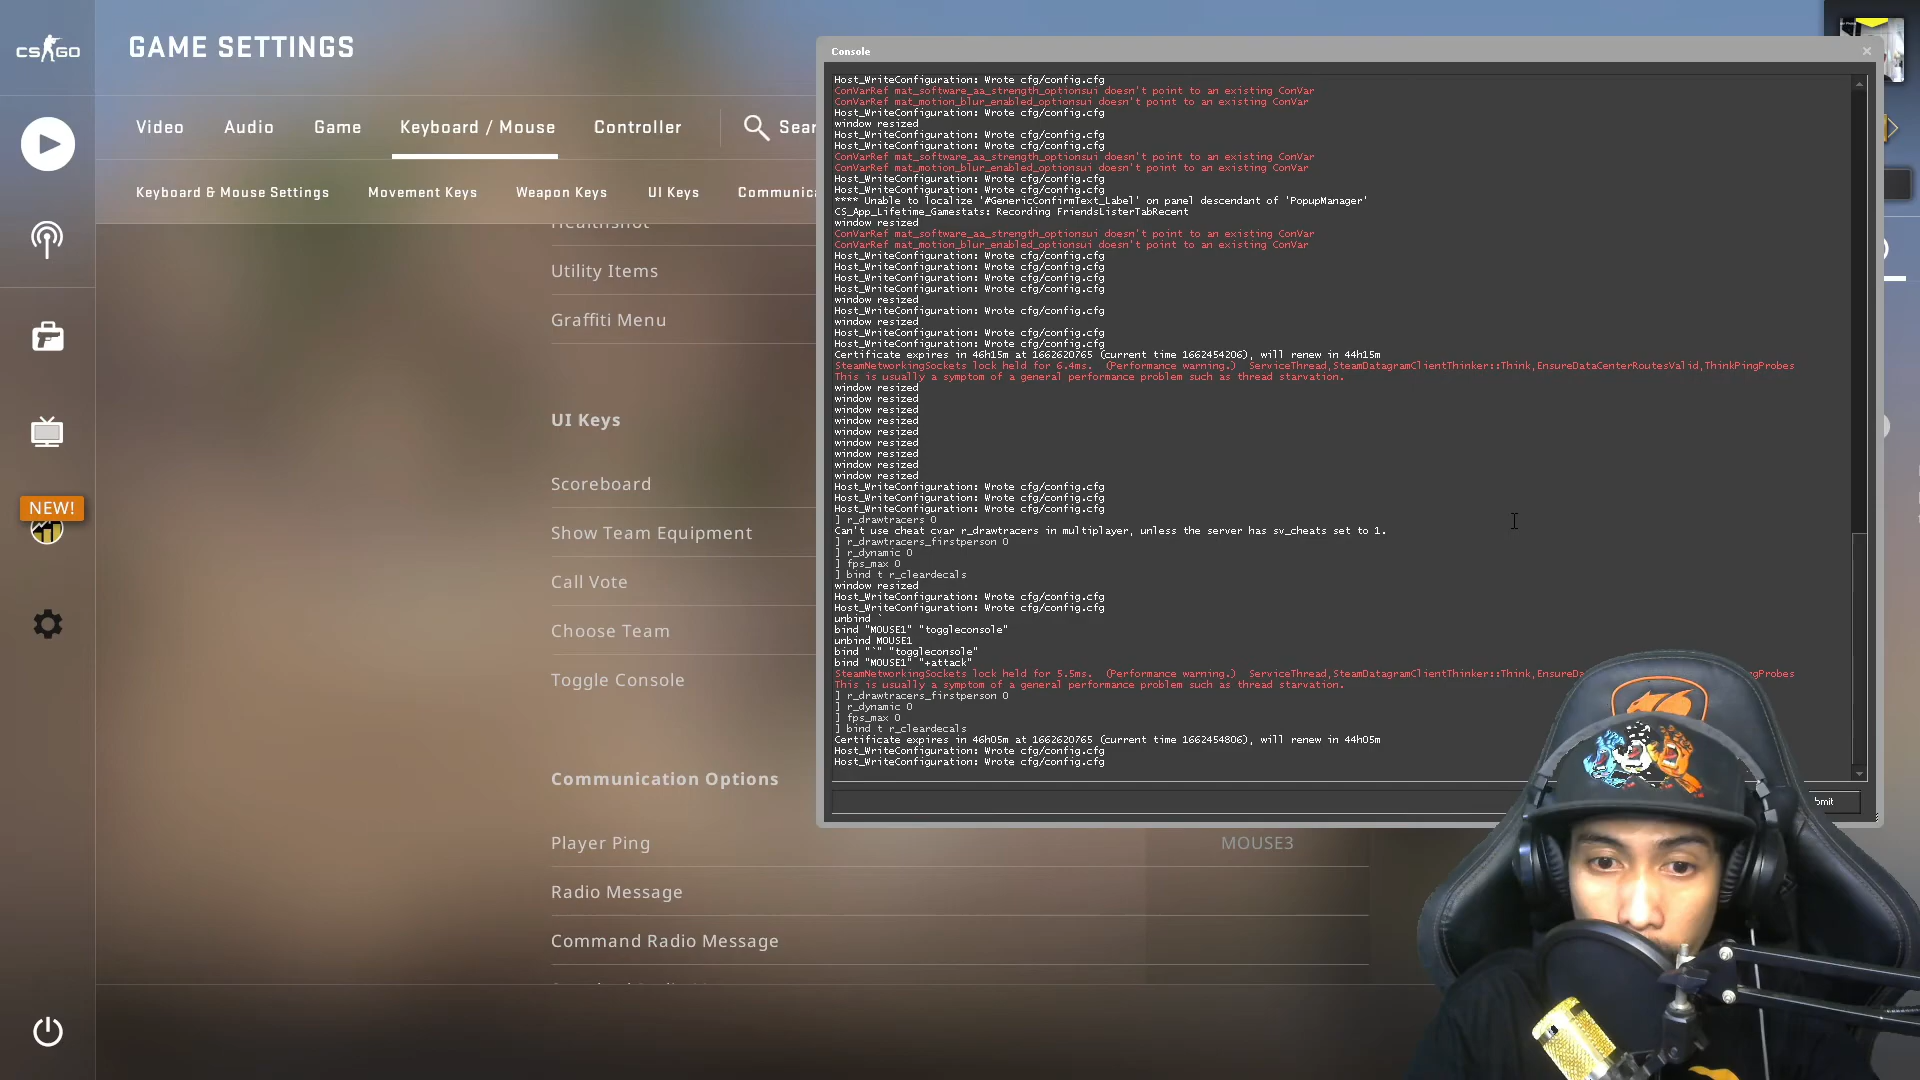 CS GO
GAME SETTINGS
Video
Audio
Game
Keyboard / Mouse
Controller
Keyboard & Mouse Settings
Movement Keys
Weapon Keys
UI Keys
Healthshot
Utility Items
Graffiti Menu
UI Keys
Scoreboard
Show Team Equipment
Call Vote
Choose Team
Toggle Console
Communication Options
Player Ping
MOUSE3
Radio Message
Command Radio Message
NEW!
Console
Host_WriteConfiguration: Wrote cfg/config.cfg
ConVarRef mat_software_aa_strength_optionsui doesn't point to an existing ConVar
ConVarRef mat_motion_blur_enabled_optionsui doesn't point to an existing ConVar
Host_WriteConfiguration: Wrote cfg/config.cfg
window resized
Host_WriteConfiguration: Wrote cfg/config.cfg
Host_WriteConfiguration: Wrote cfg/config.cfg
ConVarRef mat_software_aa_strength_optionsui doesn't point to an existing ConVar
ConVarRef mat_motion_blur_enabled_optionsui doesn't point to an existing ConVar
Host_WriteConfiguration: Wrote cfg/config.cfg
Host_WriteConfiguration: Wrote cfg/config.cfg
**** Unable to localize '#GenericConfirmText_Label' on panel descendant of 'PopupManager'
CS_App_Lifetime_Gamestats: Recording FriendsListerTabRecent
window resized
ConVarRef mat_software_aa_strength_optionsui doesn't point to an existing ConVar
ConVarRef mat_motion_blur_enabled_optionsui doesn't point to an existing ConVar
Host_WriteConfiguration: Wrote cfg/config.cfg
Host_WriteConfiguration: Wrote cfg/config.cfg
Host_WriteConfiguration: Wrote cfg/config.cfg
Host_WriteConfiguration: Wrote cfg/config.cfg
window resized
Host_WriteConfiguration: Wrote cfg/config.cfg
window resized
Host_WriteConfiguration: Wrote cfg/config.cfg
Host_WriteConfiguration: Wrote cfg/config.cfg
Certificate expires in 46h15m at 1662620765 (current time 1662454206), will renew in 44h15m
SteamNetworkingSockets lock held for 6.4ms. (Performance warning.) ServiceThread,SteamDatagramClientThinker::Think,EnsureDataCenterRoutesValid,ThinkPingProbes
This is usually a symptom of a general performance problem such as thread starvation.
window resized
window resized
window resized
window resized
window resized
window resized
window resized
window resized
window resized
Host_WriteConfiguration: Wrote cfg/config.cfg
Host_WriteConfiguration: Wrote cfg/config.cfg
Host_WriteConfiguration: Wrote cfg/config.cfg
] r_drawtracers 0
Can't use cheat cvar r_drawtracers in multiplayer, unless the server has sv_cheats set to 1.
] r_drawtracers_firstperson 0
] r_dynamic 0
] fps_max 0
] bind t r_cleardecals
window resized
Host_WriteConfiguration: Wrote cfg/config.cfg
Host_WriteConfiguration: Wrote cfg/config.cfg
unbind `
bind "MOUSE1" "toggleconsole"
unbind MOUSE1
bind "`" "toggleconsole"
bind "MOUSE1" "+attack"
SteamNetworkingSockets lock held for 5.5ms. (Performance warning.) ServiceThread,SteamDatagramClientThinker::Think,
This is usually a symptom of a general performance problem such as thread starvation.
] r_drawtracers_firstperson 0
] r_dynamic 0
] fps_max 0
] bind t r_cleardecals
Certificate expires in 46h05m at 1662620765 (current time 1662454806), will renew in 44h05m
Host_WriteConfiguration: Wrote cfg/config.cfg
Host_WriteConfiguration: Wrote cfg/config.cfg